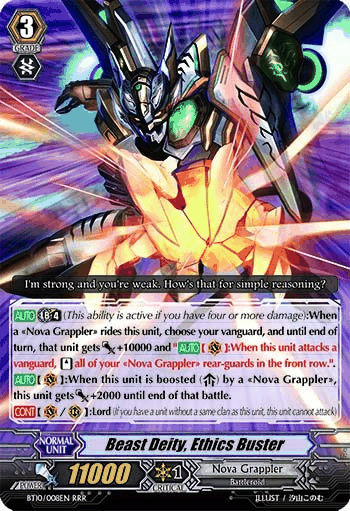 3
GRADE
I'm strong and you're weak. How's that for simple reasoning?
AUTO LB4 (This ability is active if you have four or more damage):When
a «Nova Grappler» rides this unit, choose your vanguard, and until end of
turn, that unit gets +10000 and "AUTO [ ]:When this unit attacks a
vanguard, all of your «Nova Grappler» rear-guards in the front row.".
AUTO [ ]:When this unit is boosted ( ) by a «Nova Grappler»,
this unit gets +2000 until end of that battle.
CONT [ / ]:Lord (If you have a unit without a same clan as this unit, this unit cannot attack)
NORMAL UNIT Beast Deity, Ethics Buster
POWER 11000 1 CRITICAL Nova Grappler
Battleroid
BT10/008EN RRR ILLUST / 汐山このむ